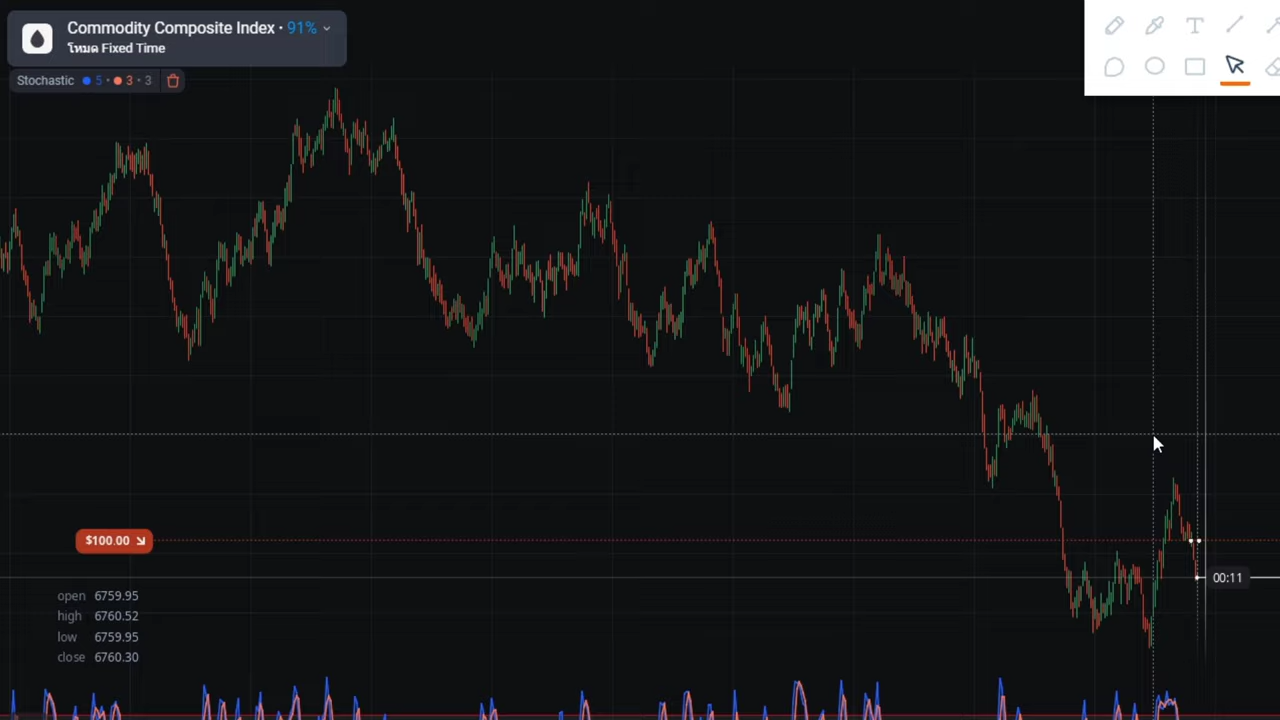 Commodity Composite Index • 91%
โหมด Fixed Time
Stochastic 5 • 3 • 3
T
$100.00
00:11
open 6759.95
high 6760.52
low 6759.95
close 6760.30